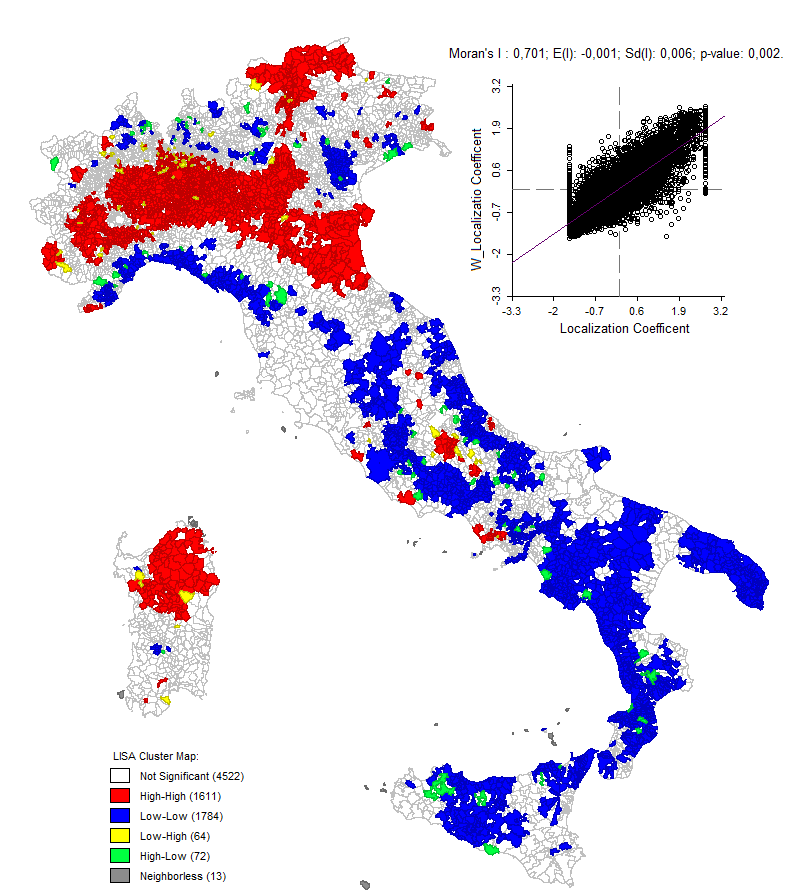 Moran's I : 0,701; E(I): -0,001; Sd(I): 0,006; p-value: 0,002.
3.2
1.9
0.6
-0.7
-2
-3.3
W_Localizatio Coefficent
-3.3 -2 -0.7 0.6 1.9 3.2
Localization Coefficent
LISA Cluster Map:
Not Significant (4522)
High-High (1611)
Low-Low (1784)
Low-High (64)
High-Low (72)
Neighborless (13)